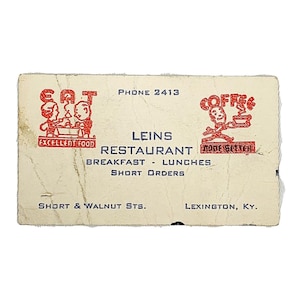 EAT
EXCELLENT FOOD
PHONE 2413
COFFEE
NONE BETTER
LEINS
RESTAURANT
BREAKFAST - LUNCHES
SHORT ORDERS
SHORT & WALNUT STS.
LEXINGTON, KY.